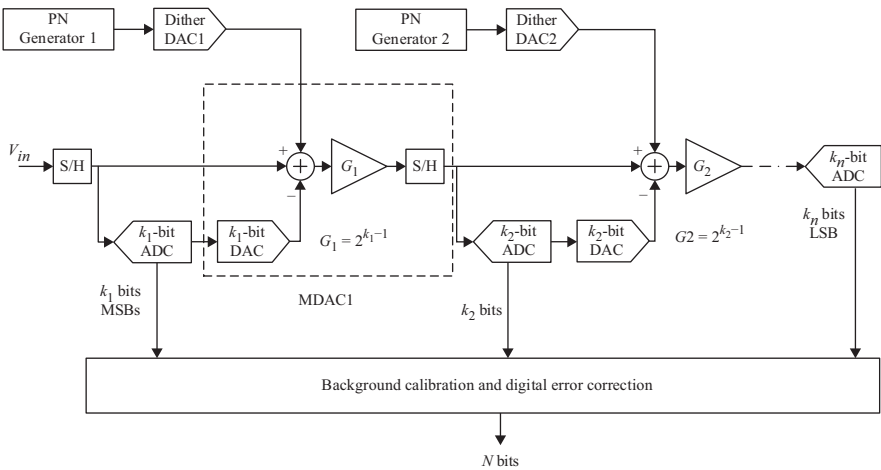 PN
Generator 1
Dither
DAC1
PN
Generator 2
Dither
DAC2
V_in
S/H
+
+
−
G_1
S/H
+
+
−
G_2
k_n-bit
ADC
k_1-bit
ADC
k_1-bit
DAC
G_1 = 2^{k_1−1}
k_2-bit
ADC
k_2-bit
DAC
G2 = 2^{k_2−1}
k_n bits
LSB
k_1 bits
MSBs
MDAC1
k_2 bits
Background calibration and digital error correction
N bits